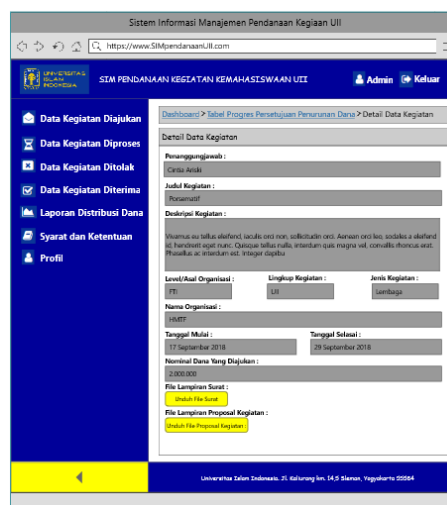 Sistem Informasi Manajemen Pendanaan Kegiaan UII
https://www.SIMpendanaanUII.com
UNIVERSITAS
ISLAM
INDONESIA
SIM PENDANAAN KEGIATAN KEMAHASISWAAN UII
Admin
Keluar
Data Kegiatan Diajukan
Data Kegiatan Diproses
Data Kegiatan Ditolak
Data Kegiatan Diterima
Laporan Distribusi Dana
Syarat dan Ketentuan
Profil
Dashboard > Tabel Progres Persetujuan Penurunan Dana > Detail Data Kegiatan
Detail Data Kegiatan
Penanggungjawab :
Cintia Ariski
Judul Kegiatan :
Porsematif
Deskripsi Kegiatan :
Vivamus eu tellus eleifend, iaculis orci non, sollicitudin orci. Aenean orci leo, sodales a eleifend
id, hendrerit eget nunc. Quisque tellus nulla, interdum quis magna vel, convallis rhoncus erat.
Phasellus ac interdum est. Integer dapibu
Level/Asal Organisasi : Lingkup Kegiatan : Jenis Kegiatan :
FTI UII Lembaga
Nama Organisasi :
HMTF
Tanggal Mulai : Tanggal Selasai :
17 September 2018 29 September 2018
Nominal Dana Yang Diajukan :
2.000.000
File Lampiran Surat :
Unduh File Surat
File Lampiran Proposal Kegiatan :
Unduh File Proposal Kegiatan :
Universitas Islam Indonesia. Jl. Kaliurang km. 14,5 Sleman, Yogyakarta 55584